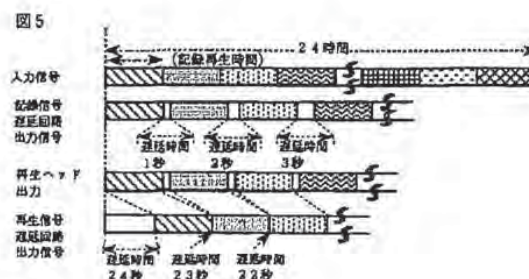 図5
24時間
(記録再生時間)
入力信号
記録信号
遅延回路
出力信号
遅延時間 遅延時間 遅延時間
1秒 2秒 3秒
再生ヘッド
出力
再生信号
遅延回路
出力信号
遅延時間 遅延時間 遅延時間
24秒 23秒 22秒